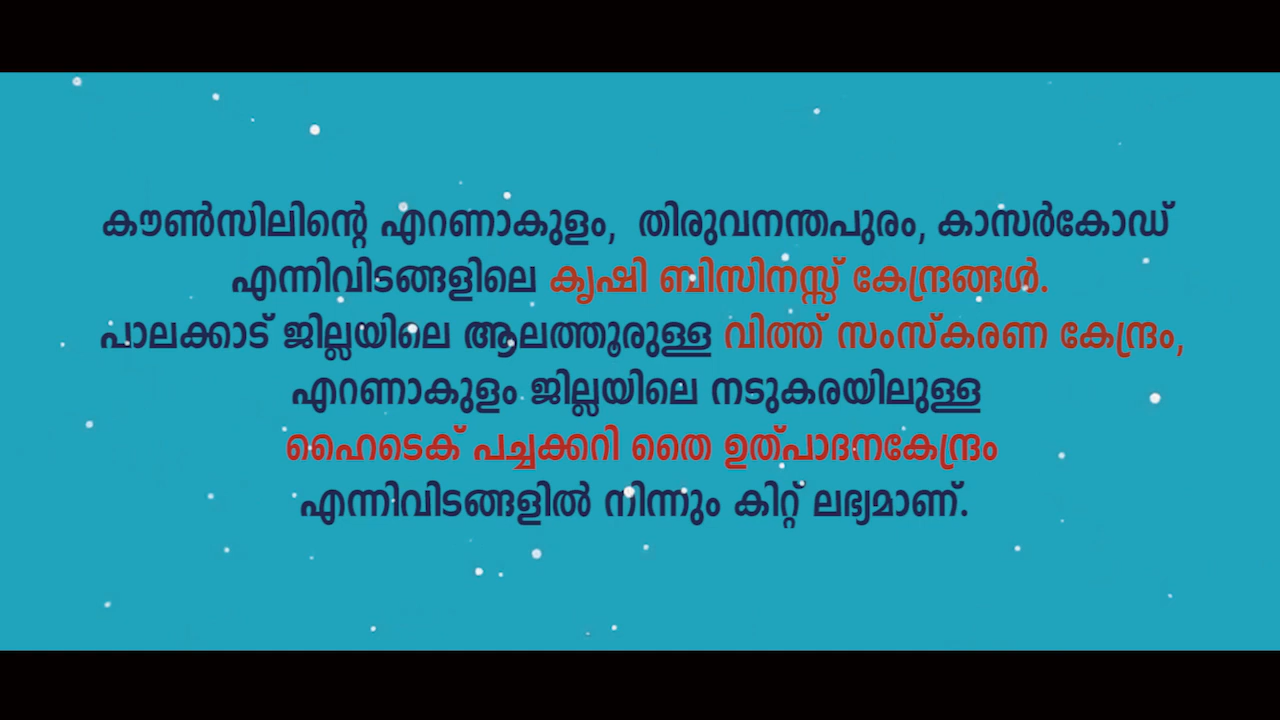 കൗൺസിലിന്റെ എറണാകുളം, തിരുവനന്തപുരം, കാസർകോഡ്
എന്നിവിടങ്ങളിലെ കൃഷി ബിസിനസ്സ് കേന്ദ്രങ്ങൾ.
പാലക്കാട് ജില്ലയിലെ ആലത്തൂരുള്ള വിത്ത് സംസ്കരണ കേന്ദ്രം,
എറണാകുളം ജില്ലയിലെ നടുകരയിലുള്ള
ഹൈടെക് പച്ചക്കറി തൈ ഉത്പാദനകേന്ദ്രം
എന്നിവിടങ്ങളിൽ നിന്നും കിറ്റ് ലഭ്യമാണ്.